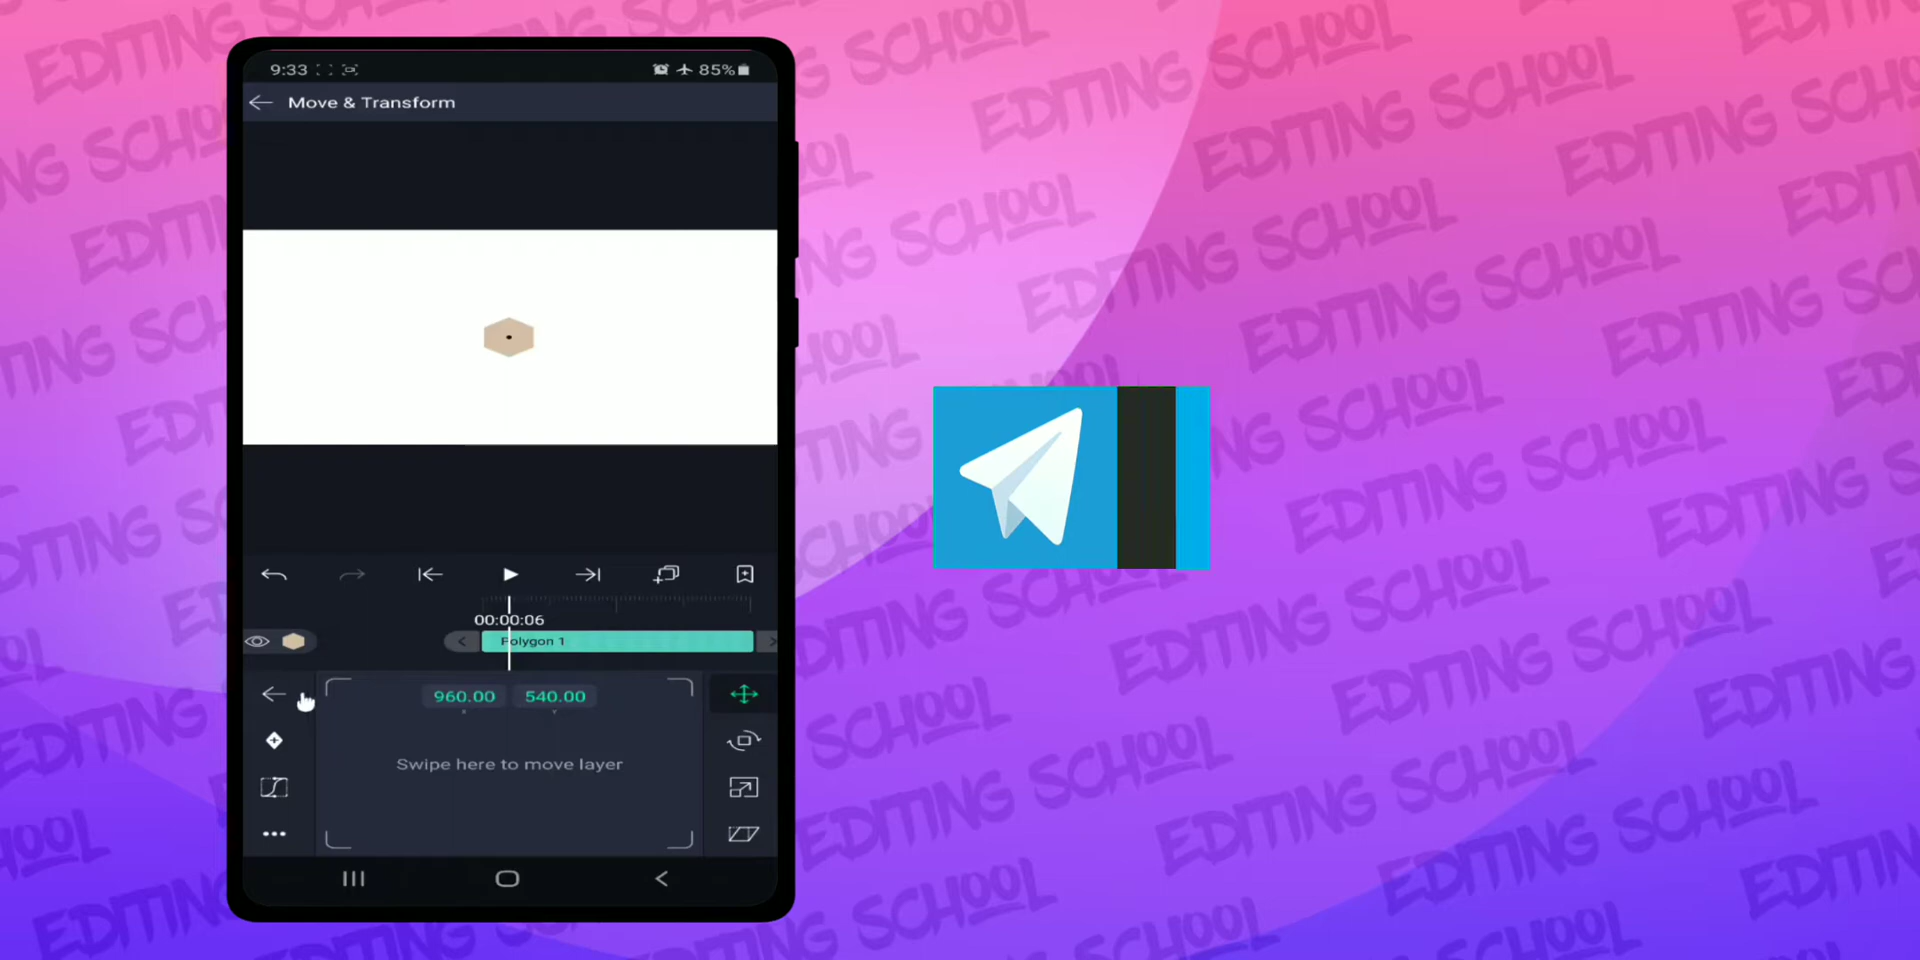 9:33
85%
Move & Transform
00:00:06
Polygon 1
960.00 540.00
Swipe here to move layer
EDITING SCHOOL